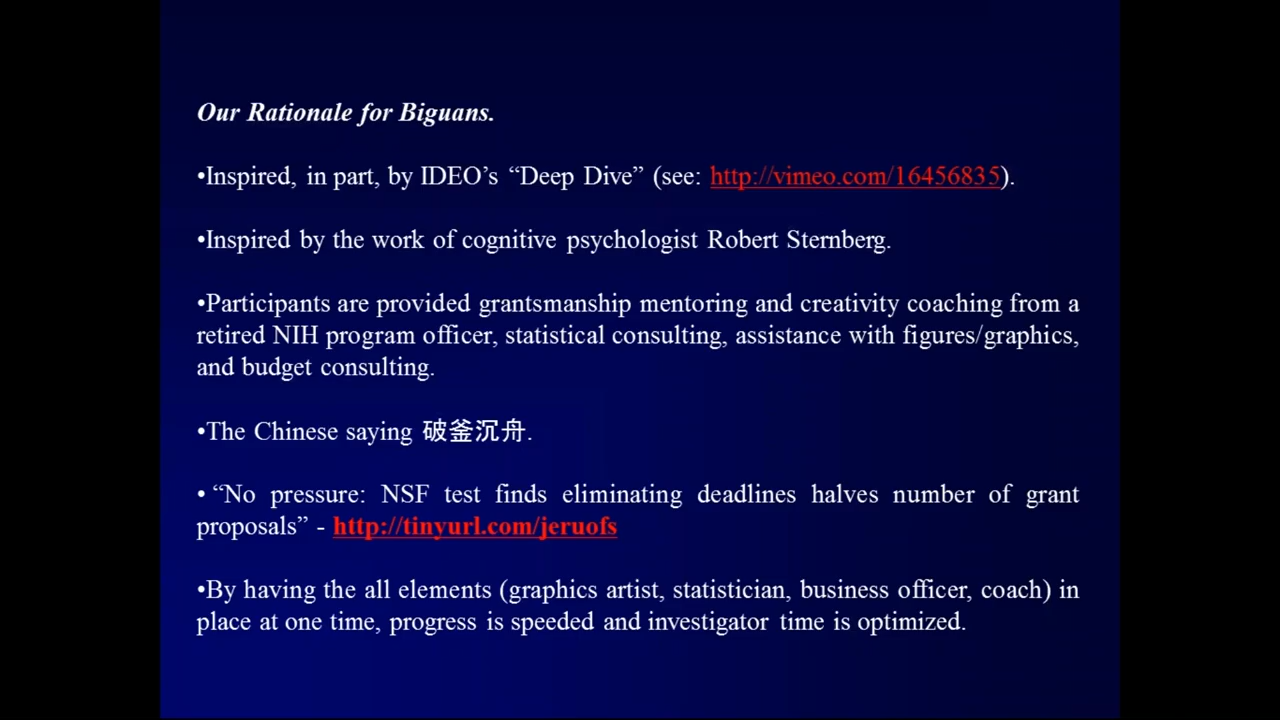 Our Rationale for Biguans.
•Inspired, in part, by IDEO’s “Deep Dive” (see: http://vimeo.com/16456835).
•Inspired by the work of cognitive psychologist Robert Sternberg.
•Participants are provided grantsmanship mentoring and creativity coaching from a
retired NIH program officer, statistical consulting, assistance with figures/graphics,
and budget consulting.
•The Chinese saying 破釜沉舟.
• “No pressure: NSF test finds eliminating deadlines halves number of grant
proposals” - http://tinyurl.com/jeruofs
•By having the all elements (graphics artist, statistician, business officer, coach) in
place at one time, progress is speeded and investigator time is optimized.